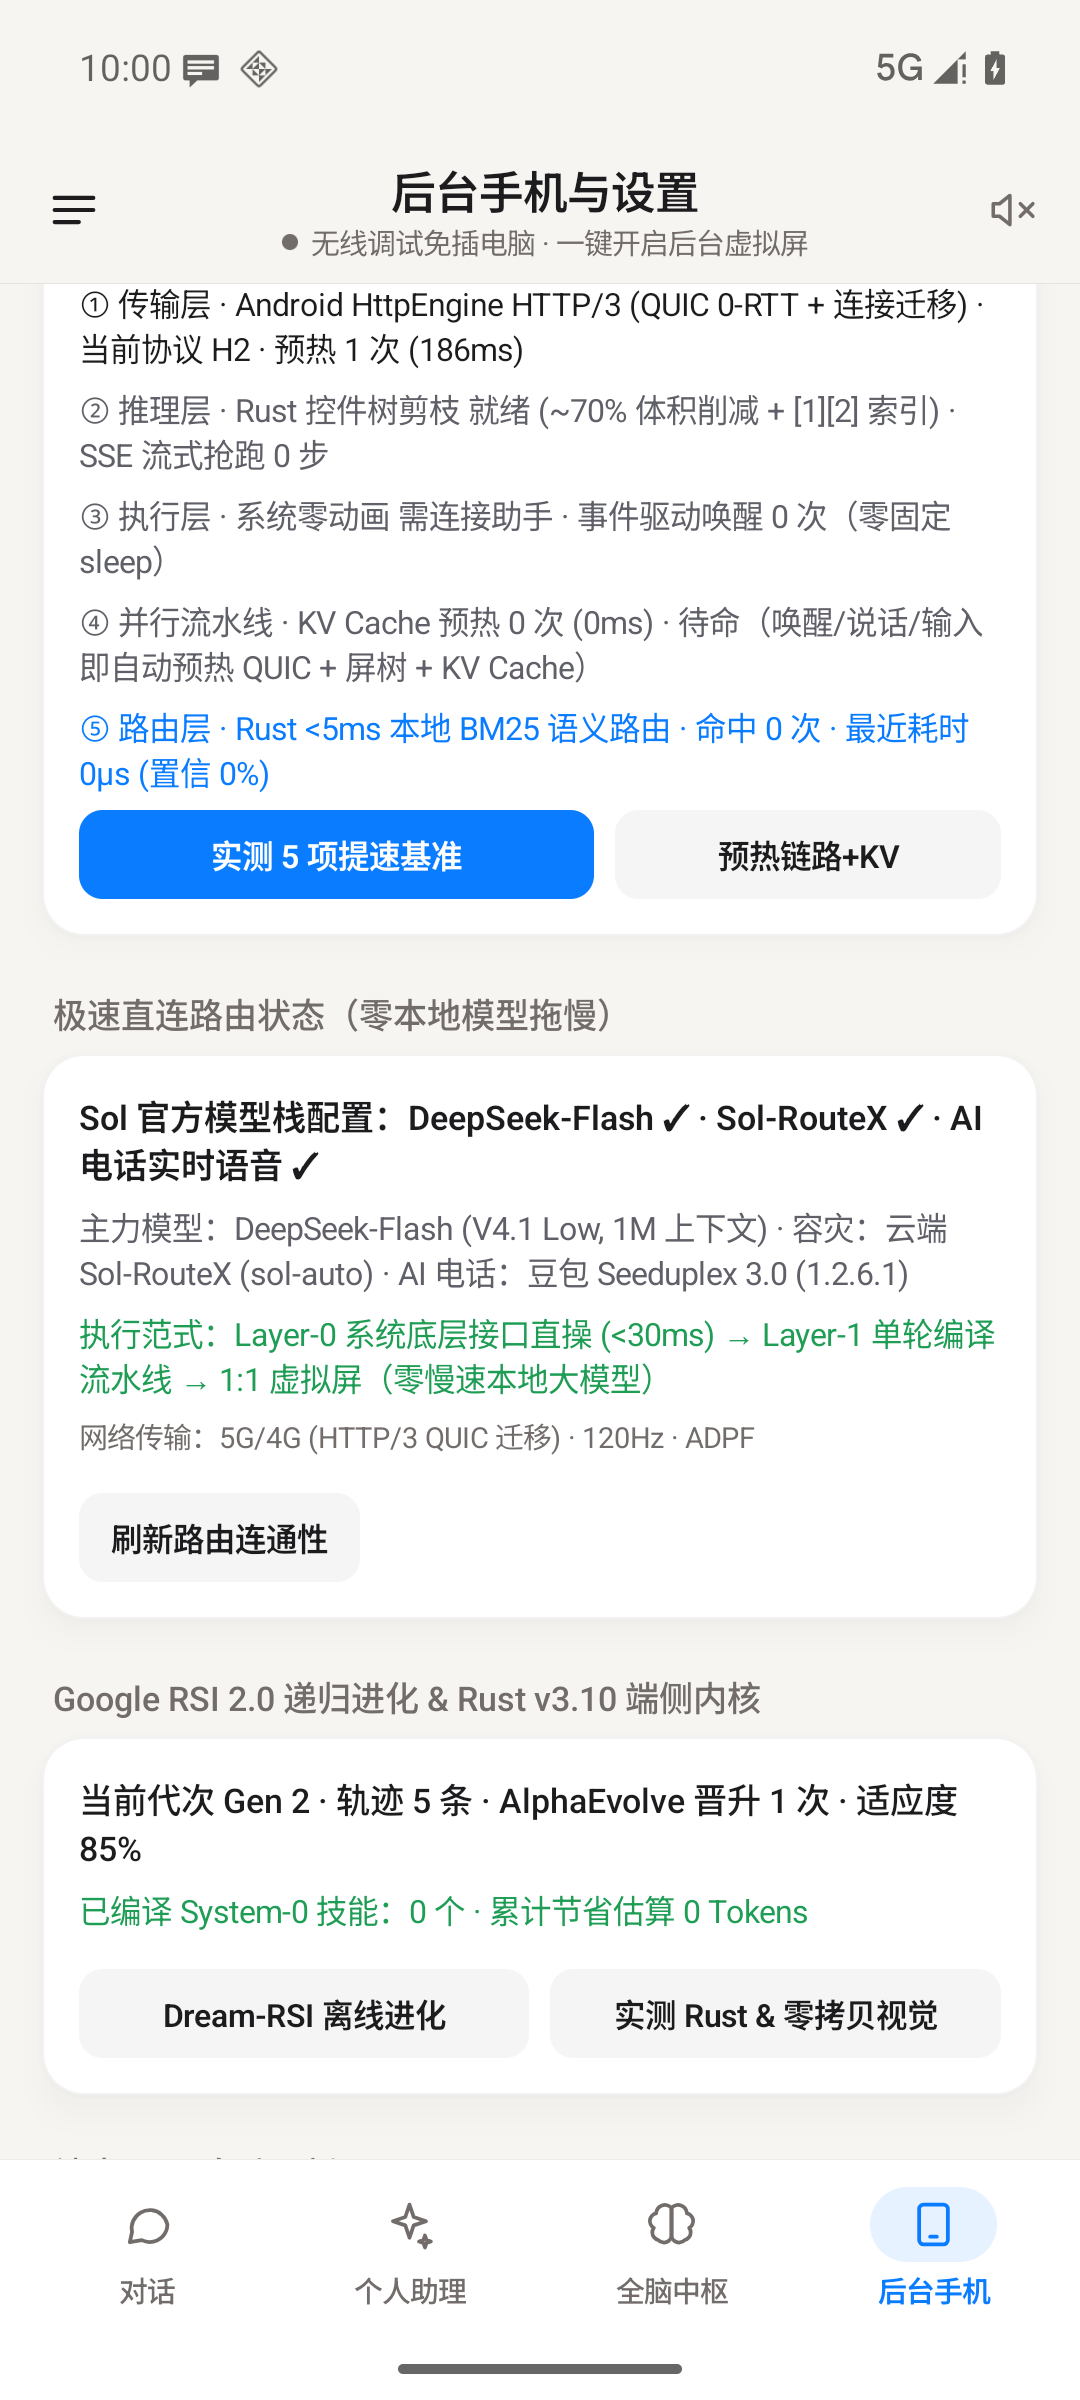 10:00
5G
后台手机与设置
无线调试免插电脑 · 一键开启后台虚拟屏
① 传输层 · Android HttpEngine HTTP/3 (QUIC 0-RTT + 连接迁移) ·
当前协议 H2 · 预热 1 次 (186ms)
② 推理层 · Rust 控件树剪枝 就绪 (~70% 体积削减 + [1][2] 索引) ·
SSE 流式抢跑 0 步
③ 执行层 · 系统零动画 需连接助手 · 事件驱动唤醒 0 次（零固定
sleep）
④ 并行流水线 · KV Cache 预热 0 次 (0ms) · 待命（唤醒/说话/输入
即自动预热 QUIC + 屏树 + KV Cache）
⑤ 路由层 · Rust <5ms 本地 BM25 语义路由 · 命中 0 次 · 最近耗时
0μs (置信 0%)
实测 5 项提速基准
预热链路+KV
极速直连路由状态（零本地模型拖慢）
Sol 官方模型栈配置：DeepSeek-Flash ✓ · Sol-RouteX ✓ · AI
电话实时语音 ✓
主力模型：DeepSeek-Flash (V4.1 Low, 1M 上下文) · 容灾：云端
Sol-RouteX (sol-auto) · AI 电话：豆包 Seeduplex 3.0 (1.2.6.1)
执行范式：Layer-0 系统底层接口直操 (<30ms) → Layer-1 单轮编译
流水线 → 1:1 虚拟屏（零慢速本地大模型）
网络传输：5G/4G (HTTP/3 QUIC 迁移) · 120Hz · ADPF
刷新路由连通性
Google RSI 2.0 递归进化 & Rust v3.10 端侧内核
当前代次 Gen 2 · 轨迹 5 条 · AlphaEvolve 晋升 1 次 · 适应度
85%
已编译 System-0 技能：0 个 · 累计节省估算 0 Tokens
Dream-RSI 离线进化
实测 Rust & 零拷贝视觉
对话
个人助理
全脑中枢
后台手机